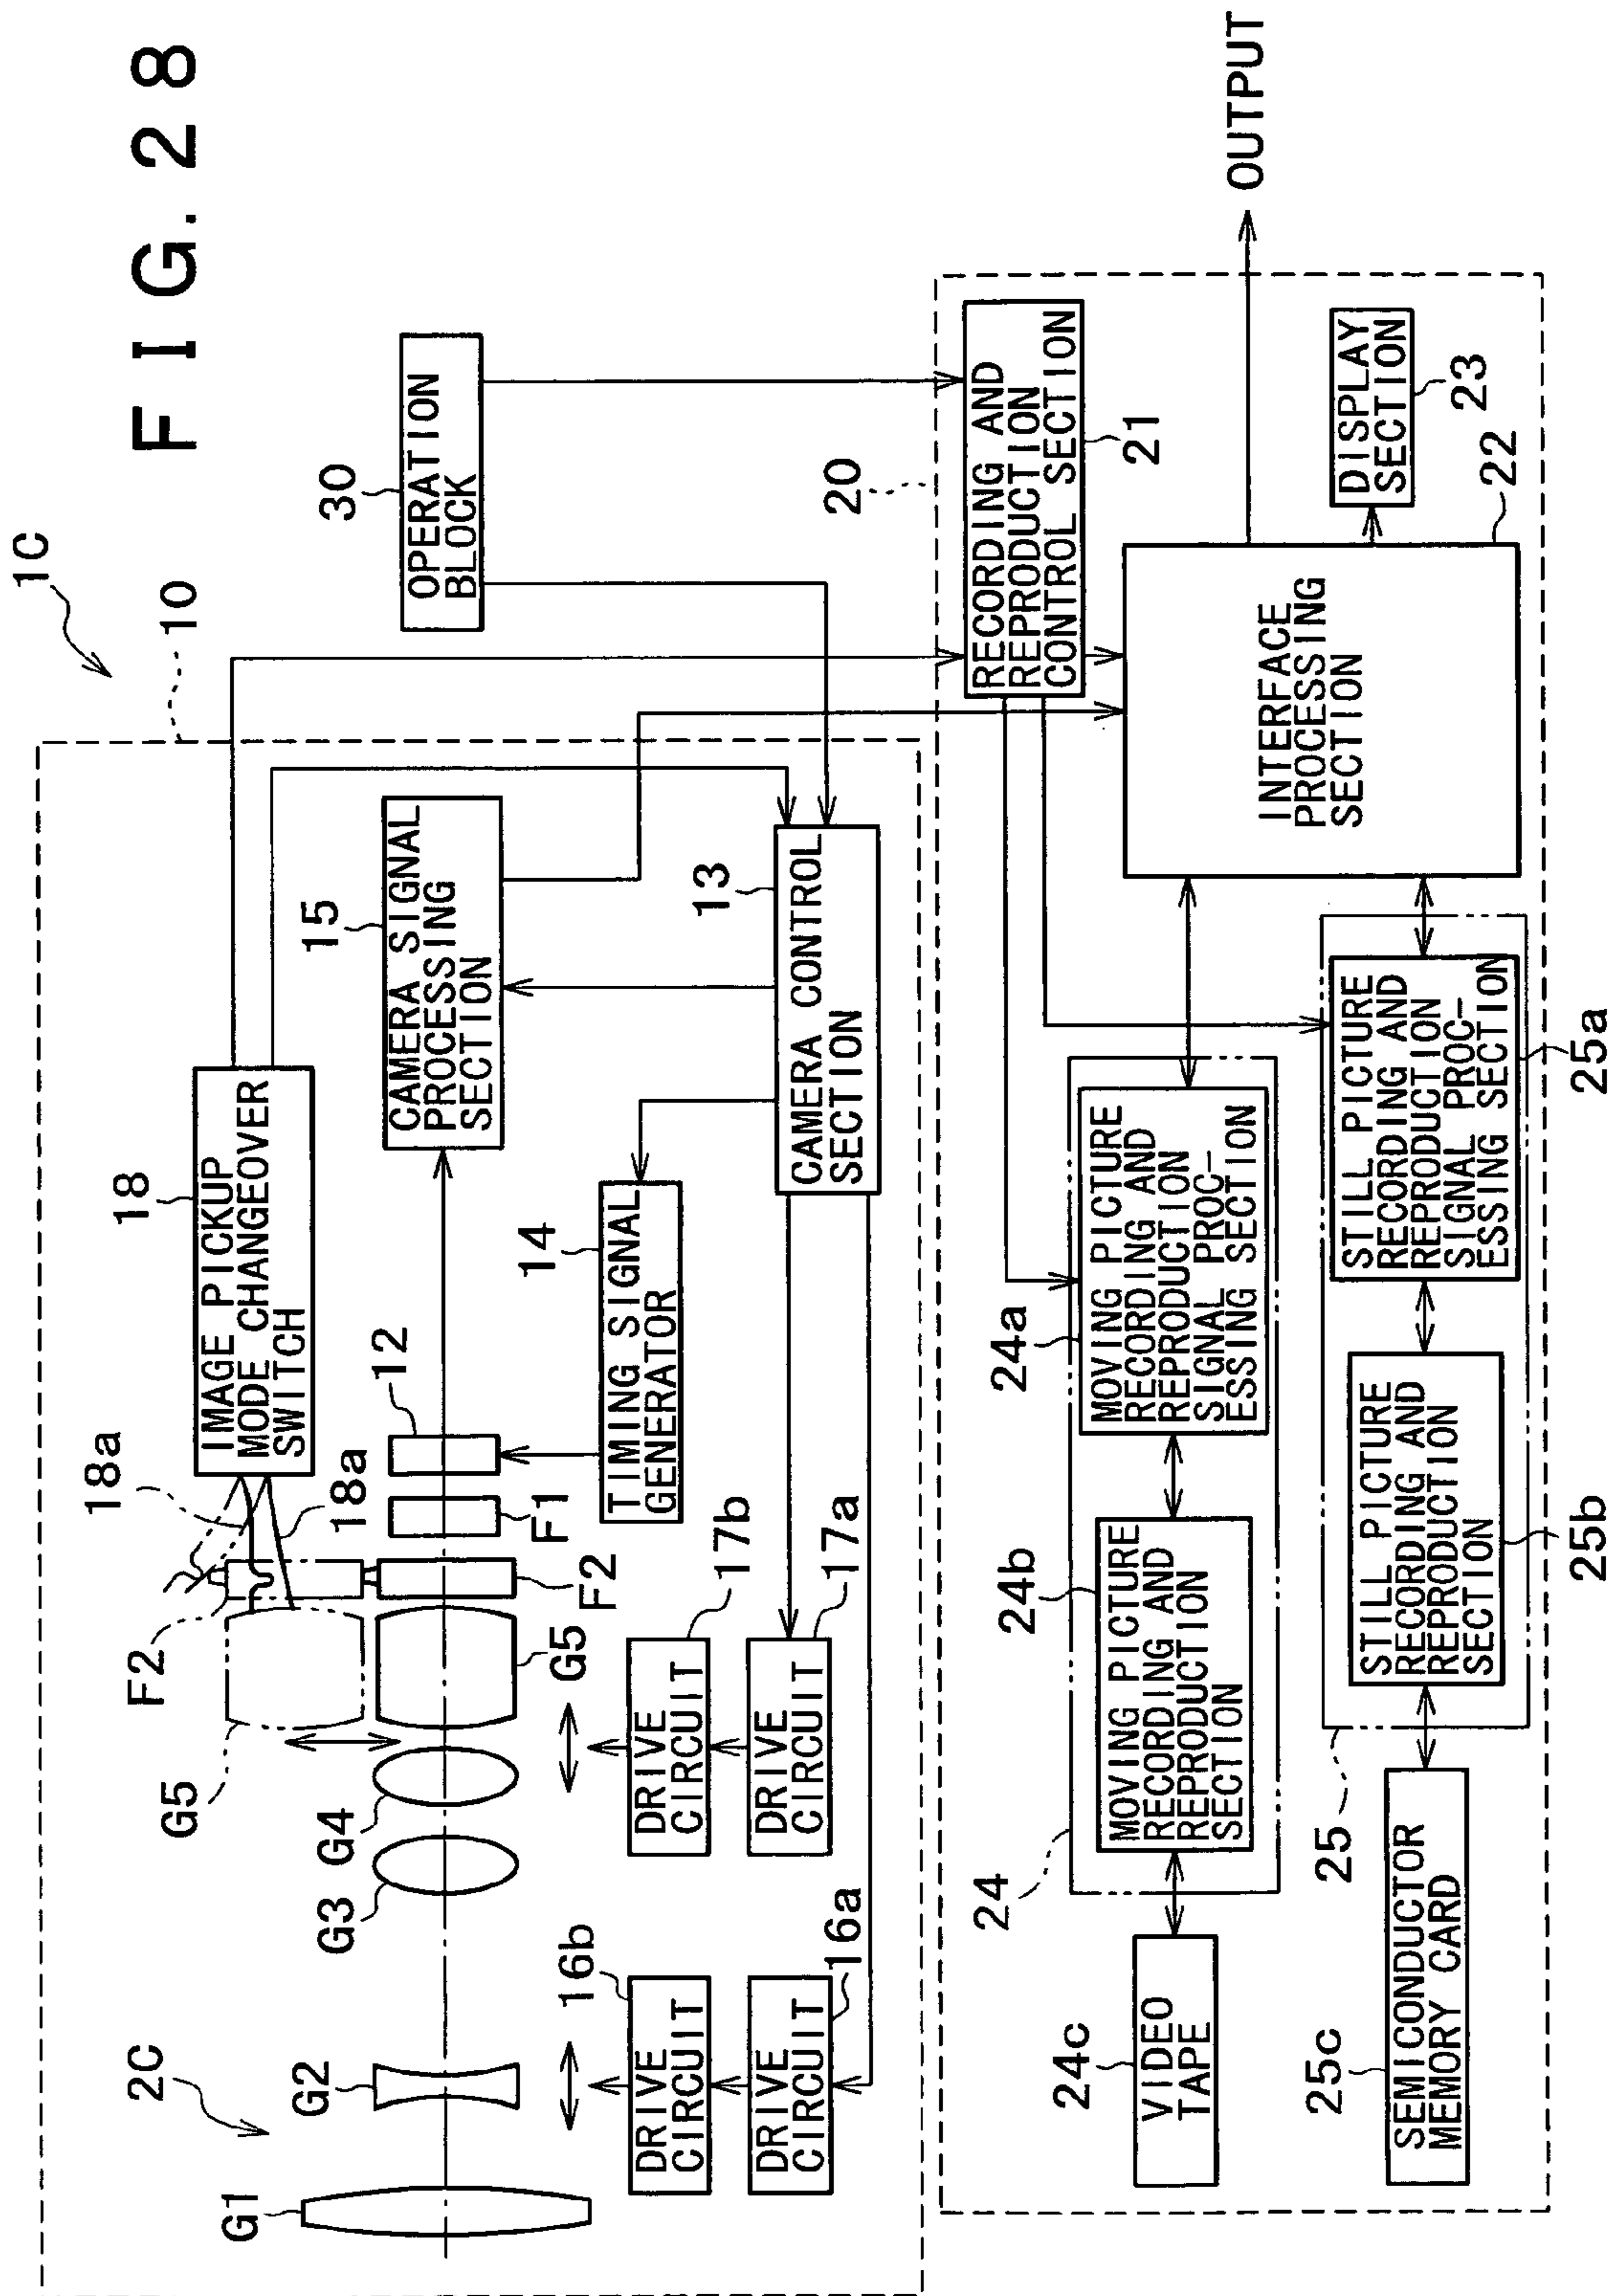 FIG. 28
1C
10
2C
G1
G2
G3
G4
G5
G5
F2
F2
F1
12
18a
18a
18
IMAGE PICKUP
MODE CHANGEOVER
SWITCH
15
CAMERA SIGNAL
PROCESSING
SECTION
30
OPERATION
BLOCK
14
TIMING SIGNAL
GENERATOR
13
CAMERA CONTROL
SECTION
16b
DRIVE
CIRCUIT
DRIVE
CIRCUIT
16a
17b
DRIVE
CIRCUIT
DRIVE
CIRCUIT
17a
20
RECORDING AND
REPRODUCTION
CONTROL SECTION
21
OUTPUT
INTERFACE
PROCESSING
SECTION
22
DISPLAY
SECTION
23
24
24a
MOVING PICTURE
RECORDING AND
REPRODUCTION
SIGNAL PROC-
ESSING SECTION
24b
MOVING PICTURE
RECORDING AND
REPRODUCTION
SECTION
24c
VIDEO
TAPE
25
STILL PICTURE
RECORDING AND
REPRODUCTION
SIGNAL PROC-
ESSING SECTION
25a
STILL PICTURE
RECORDING AND
REPRODUCTION
SECTION
25b
25c
SEMICONDUCTOR
MEMORY CARD